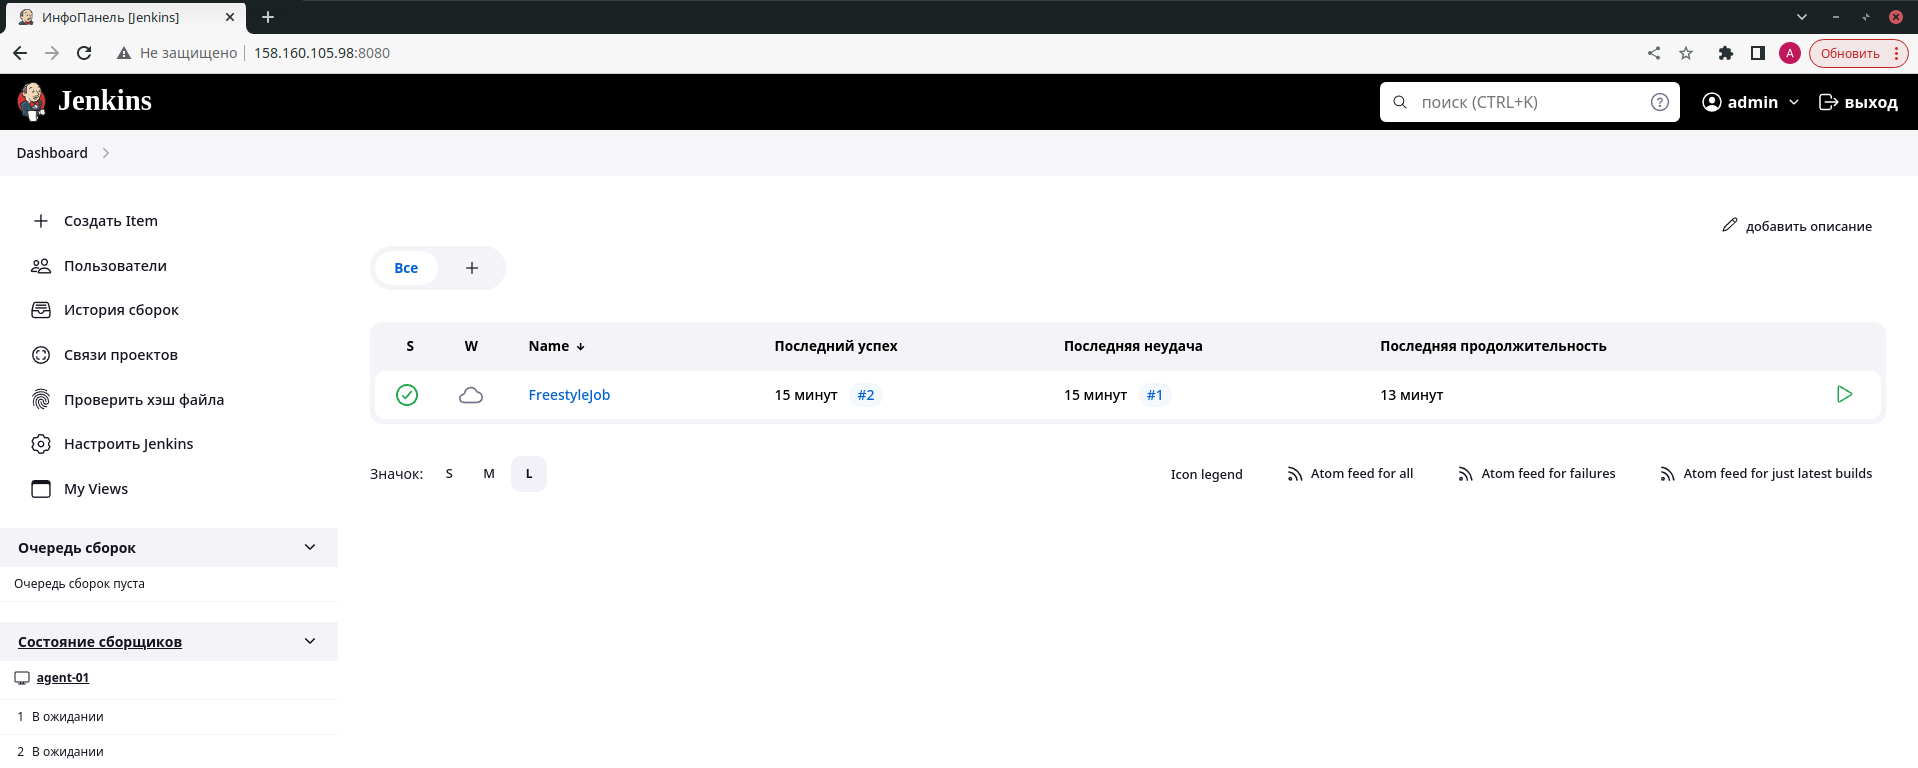 ИнфоПанель [Jenkins]
Не защищено 158.160.105.98:8080
A Обновить
Jenkins
поиск (CTRL+K) ?
admin
выход
Dashboard
Создать Item
Пользователи
История сборок
Связи проектов
Проверить хэш файла
Настроить Jenkins
My Views
Очередь сборок
Очередь сборок пуста
Состояние сборщиков
agent-01
1 В ожидании
2 В ожидании
добавить описание
Все
S W Name ↓ Последний успех Последняя неудача Последняя продолжительность
FreestyleJob 15 минут #2 15 минут #1 13 минут
Значок: S M L
Icon legend Atom feed for all Atom feed for failures Atom feed for just latest builds